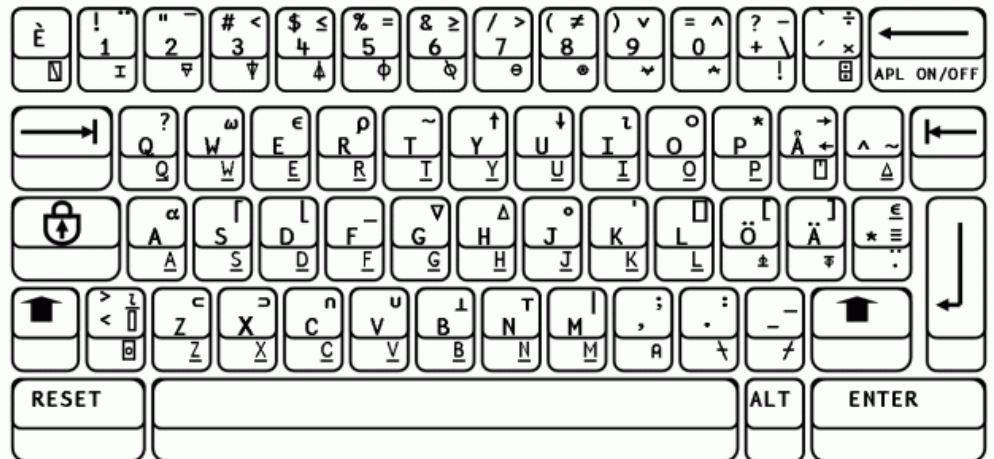 È ! ¨ 1 ⌶ " ¯ 2 ⍫ # < 3 ⍒ $ ≤ 4 ⍋ % = 5 ⌽ & ≥ 6 ⍉ / > 7 ⊖ ( ≠ 8 ⍟ ) ∨ 9 ⍱ = ∧ 0 ⍲ ? − + \ ! ` ÷ ´ × ⌹ APL ON/OFF
? Q Q ω W W ∊ E E ρ R R ~ T T ↑ Y Y ↓ U U ⍳ I I ○ O O * P P → Å ← ⍞ ^ ~ ∆
⍺ A A ⌈ S S ⌊ D D _ F F ∇ G G ∆ H H ∘ J J ' K K ⎕ L L [ Ö ⍎ ] Ä ⍕ ⍷ * ≡ ¨
> ⍸ < ⌷ ⌻ ⊂ Z Z ⊃ X X ∩ C C ∪ V V ⊥ B B ⊤ N N | M M ; , ⍝ : . ⍀ – _ ⌿
RESET ALT ENTER